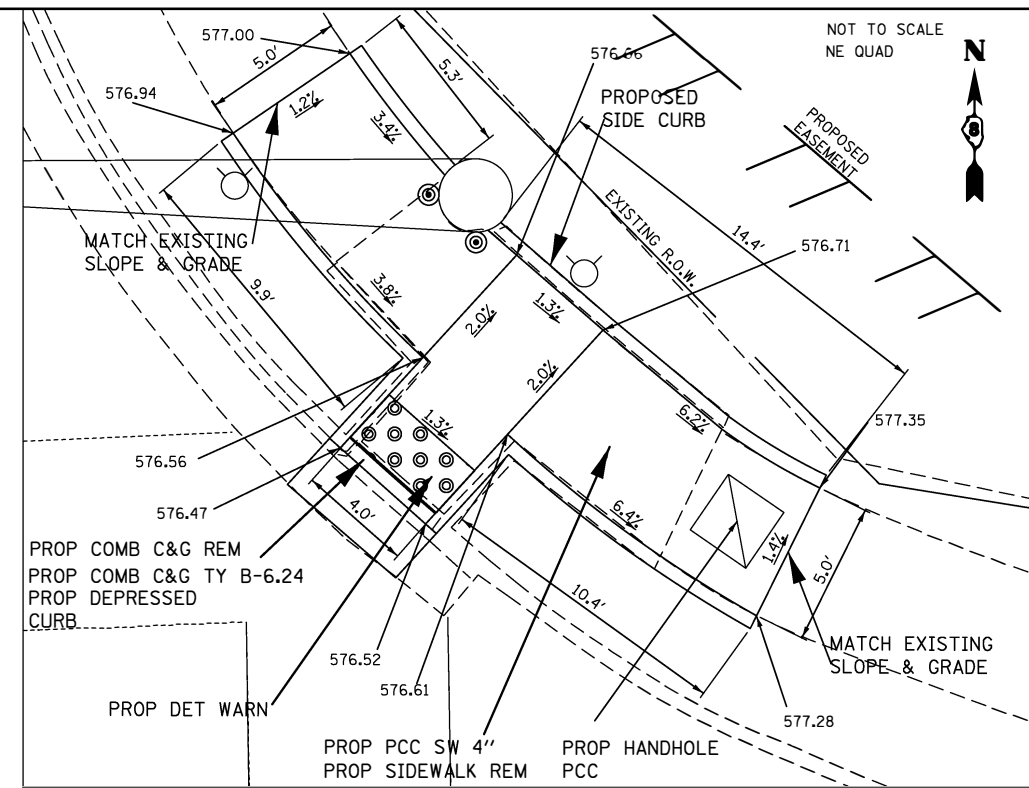 NOT TO SCALE
NE QUAD
N
8
577.00
5.0'
576.94
1.2%
3.4%
5.3'
576.66
PROPOSED
SIDE CURB
PROPOSED
EASEMENT
EXISTING R.O.W.
14.4'
576.71
MATCH EXISTING
SLOPE & GRADE
9.9'
3.8%
2.0%
1.3%
2.0%
6.2%
577.35
1.3%
576.56
576.47
4.0'
6.4%
1.4%
5.0'
10.4'
PROP COMB C&G REM
PROP COMB C&G TY B-6.24
PROP DEPRESSED
CURB
576.52
576.61
MATCH EXISTING
SLOPE & GRADE
577.28
PROP DET WARN
PROP PCC SW 4''
PROP SIDEWALK REM
PROP HANDHOLE
PCC